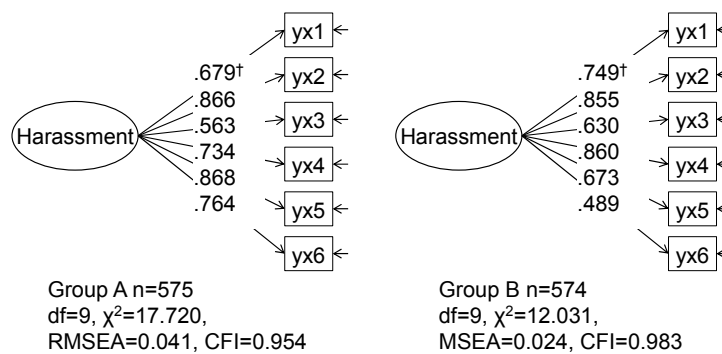 yx1
.679†
yx2
.866
.563
yx3
Harassment
.734
yx4
.868
.764
yx5
yx6
Group A n=575
df=9, χ²=17.720,
RMSEA=0.041, CFI=0.954
yx1
.749†
yx2
.855
.630
yx3
Harassment
.860
yx4
.673
.489
yx5
yx6
Group B n=574
df=9, χ²=12.031,
MSEA=0.024, CFI=0.983